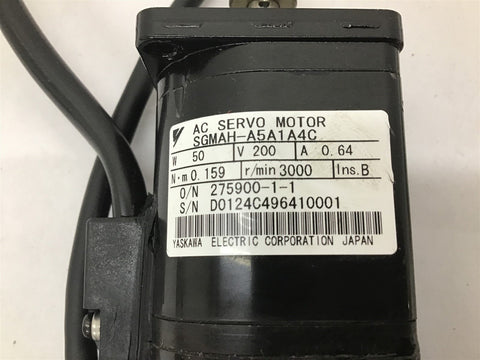 AC SERVO MOTOR
SGMAH-A5A1A4C
W 50 V 200 A 0.64
N·m 0.159 r/min 3000 Ins.B
O/N 275900-1-1
S/N D0124C496410001
YASKAWA ELECTRIC CORPORATION JAPAN